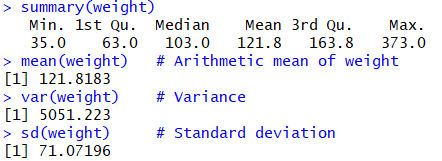 > summary(weight)
   Min. 1st Qu.  Median    Mean 3rd Qu.    Max.
   35.0    63.0   103.0   121.8   163.8   373.0
> mean(weight)   # Arithmetic mean of weight
[1] 121.8183
> var(weight)    # Variance
[1] 5051.223
> sd(weight)     # Standard deviation
[1] 71.07196